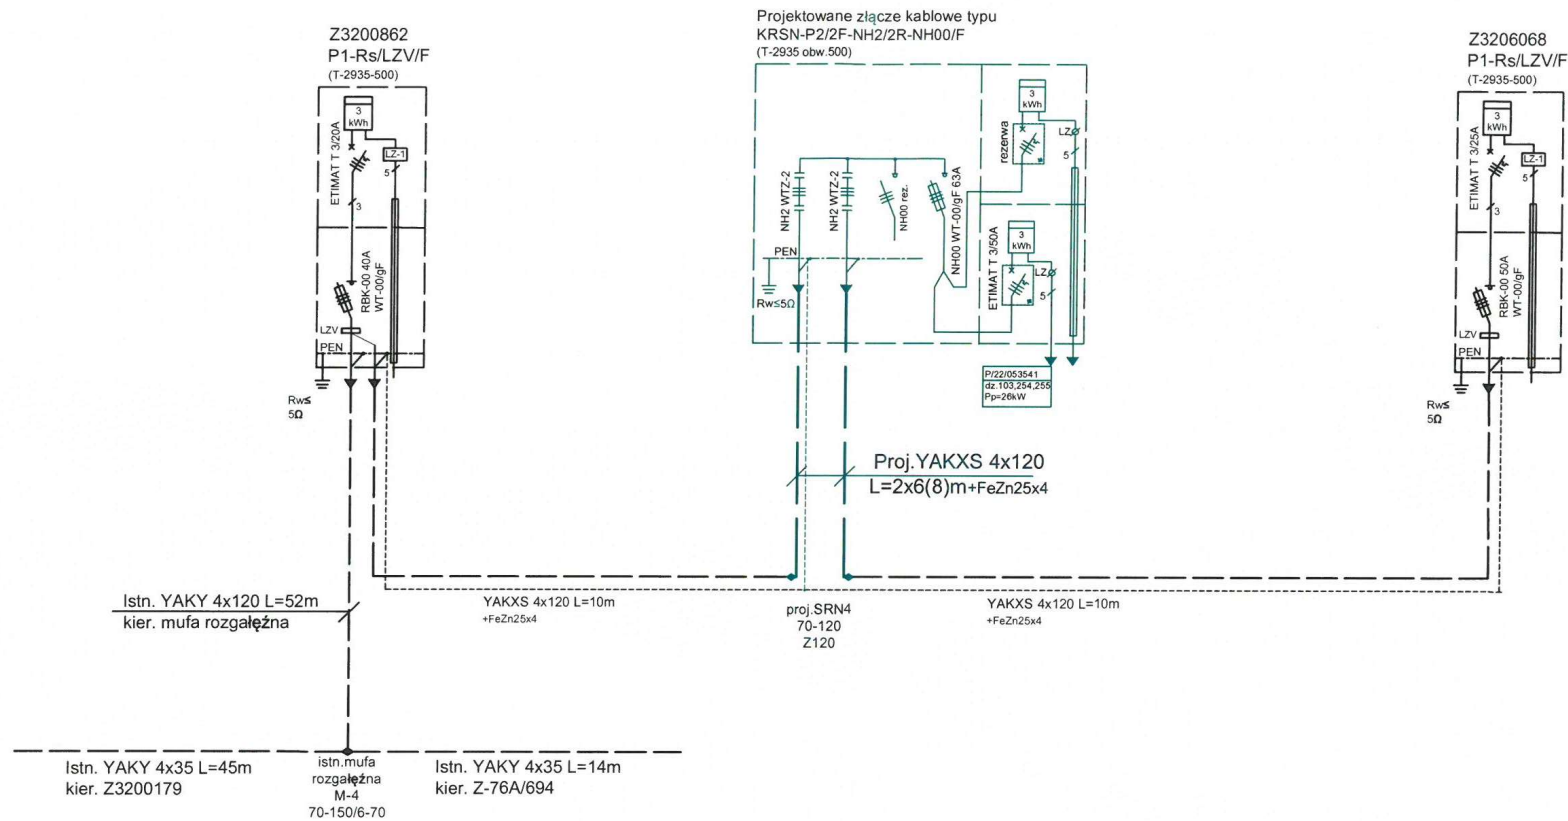 Z3200862
P1-Rs/LZV/F
(T-2935-500)
3
kWh
ETIMAT T 3/20A
LZ-1
5
3
RBK-00 40A
WT-00/gF
LZV
PEN
Rw≤
5Ω
Projektowane złącze kablowe typu
KRSN-P2/2F-NH2/2R-NH00/F
(T-2935 obw.500)
NH2 WTZ-2
NH2 WTZ-2
NH00 rez.
NH00 WT-00/gF 63A
PEN
Rw≤5Ω
3
kWh
rezerwa
LZ
5
3
kWh
ETIMAT T 3/50A
LZ
5
P/22/053541
dz.103,254,255
Pp=26kW
Z3206068
P1-Rs/LZV/F
(T-2935-500)
3
kWh
ETIMAT T 3/25A
LZ-1
5
3
RBK-00 50A
WT-00/gF
LZV
PEN
Rw≤
5Ω
Proj.YAKXS 4x120
L=2x6(8)m+FeZn25x4
Istn. YAKY 4x120 L=52m
kier. mufa rozgałęźna
YAKXS 4x120 L=10m
+FeZn25x4
proj.SRN4
70-120
Z120
YAKXS 4x120 L=10m
+FeZn25x4
Istn. YAKY 4x35 L=45m
kier. Z3200179
istn.mufa
rozgałęźna
M-4
70-150/6-70
Istn. YAKY 4x35 L=14m
kier. Z-76A/694